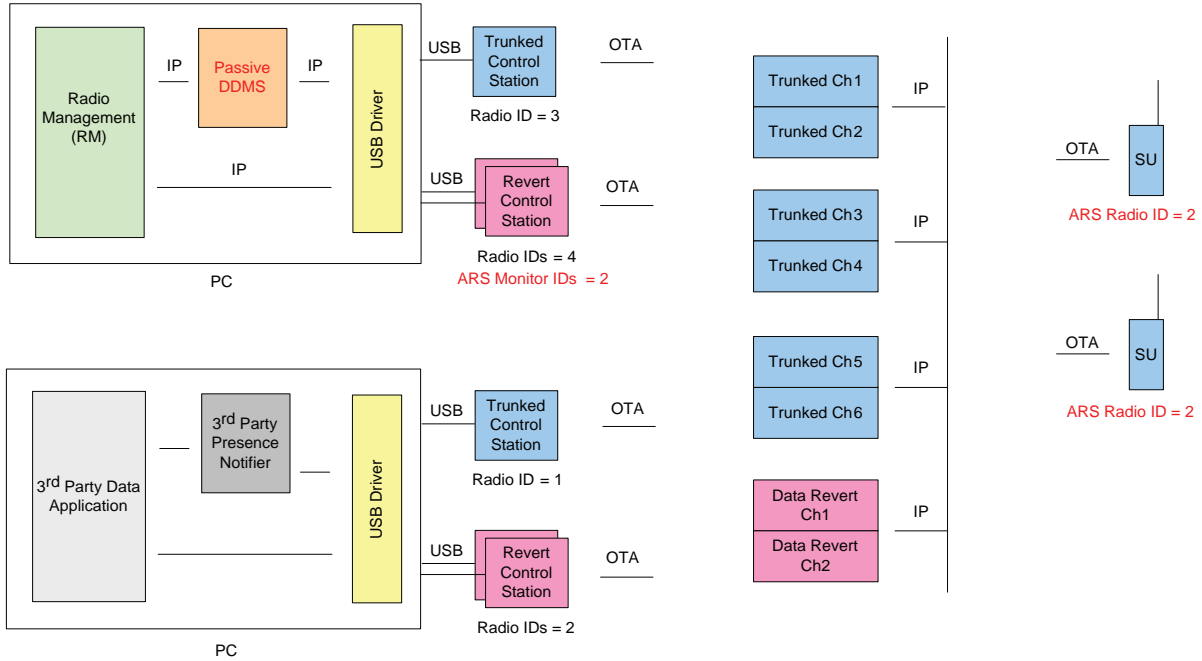 Radio
Management
(RM)
IP
Passive
DDMS
IP
IP
USB Driver
PC
USB
Trunked
Control
Station
Radio ID = 3
OTA
USB
Revert
Control
Station
Radio IDs = 4
ARS Monitor IDs = 2
OTA
3rd Party Data
Application
3rd Party
Presence
Notifier
USB Driver
PC
USB
Trunked
Control
Station
Radio ID = 1
OTA
USB
Revert
Control
Station
Radio IDs = 2
OTA
Trunked Ch1
Trunked Ch2
IP
Trunked Ch3
Trunked Ch4
IP
Trunked Ch5
Trunked Ch6
IP
Data Revert
Ch1
Data Revert
Ch2
IP
OTA
SU
ARS Radio ID = 2
OTA
SU
ARS Radio ID = 2